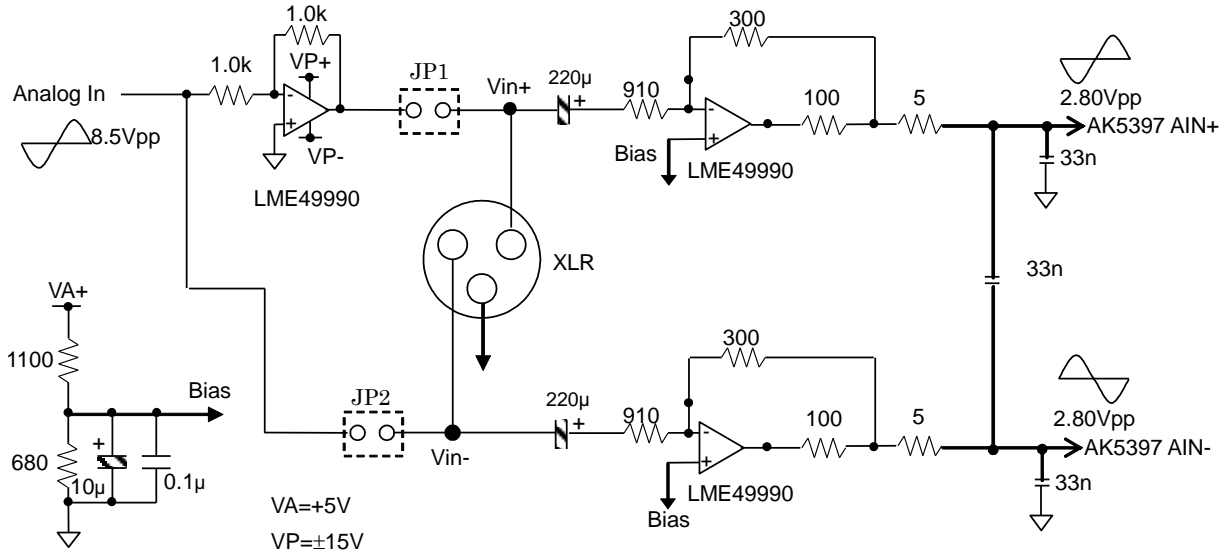 1.0k
300
1.0k
VP+
JP1
Vin+
220µ
+
910
100
5
2.80Vpp
Analog In
8.5Vpp
-
+
-
+
AK5397 AIN+
VP-
Bias
33n
LME49990
LME49990
XLR
33n
VA+
1100
Bias
300
JP2
220µ
+
910
100
5
2.80Vpp
680
+
10µ
0.1µ
Vin-
-
+
AK5397 AIN-
33n
LME49990
Bias
VA=+5V
VP=±15V